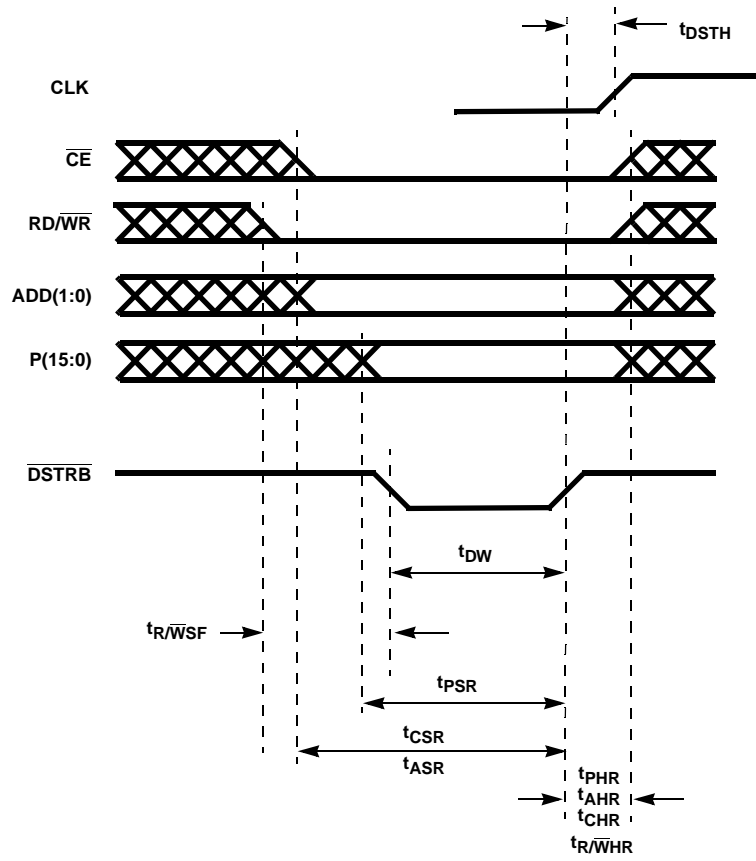 tDSTH
CLK
CE
RD/WR
ADD(1:0)
P(15:0)
DSTRB
tDW
tR/WSF
tPSR
tCSR
tASR
tPHR
tAHR
tCHR
tR/WHR